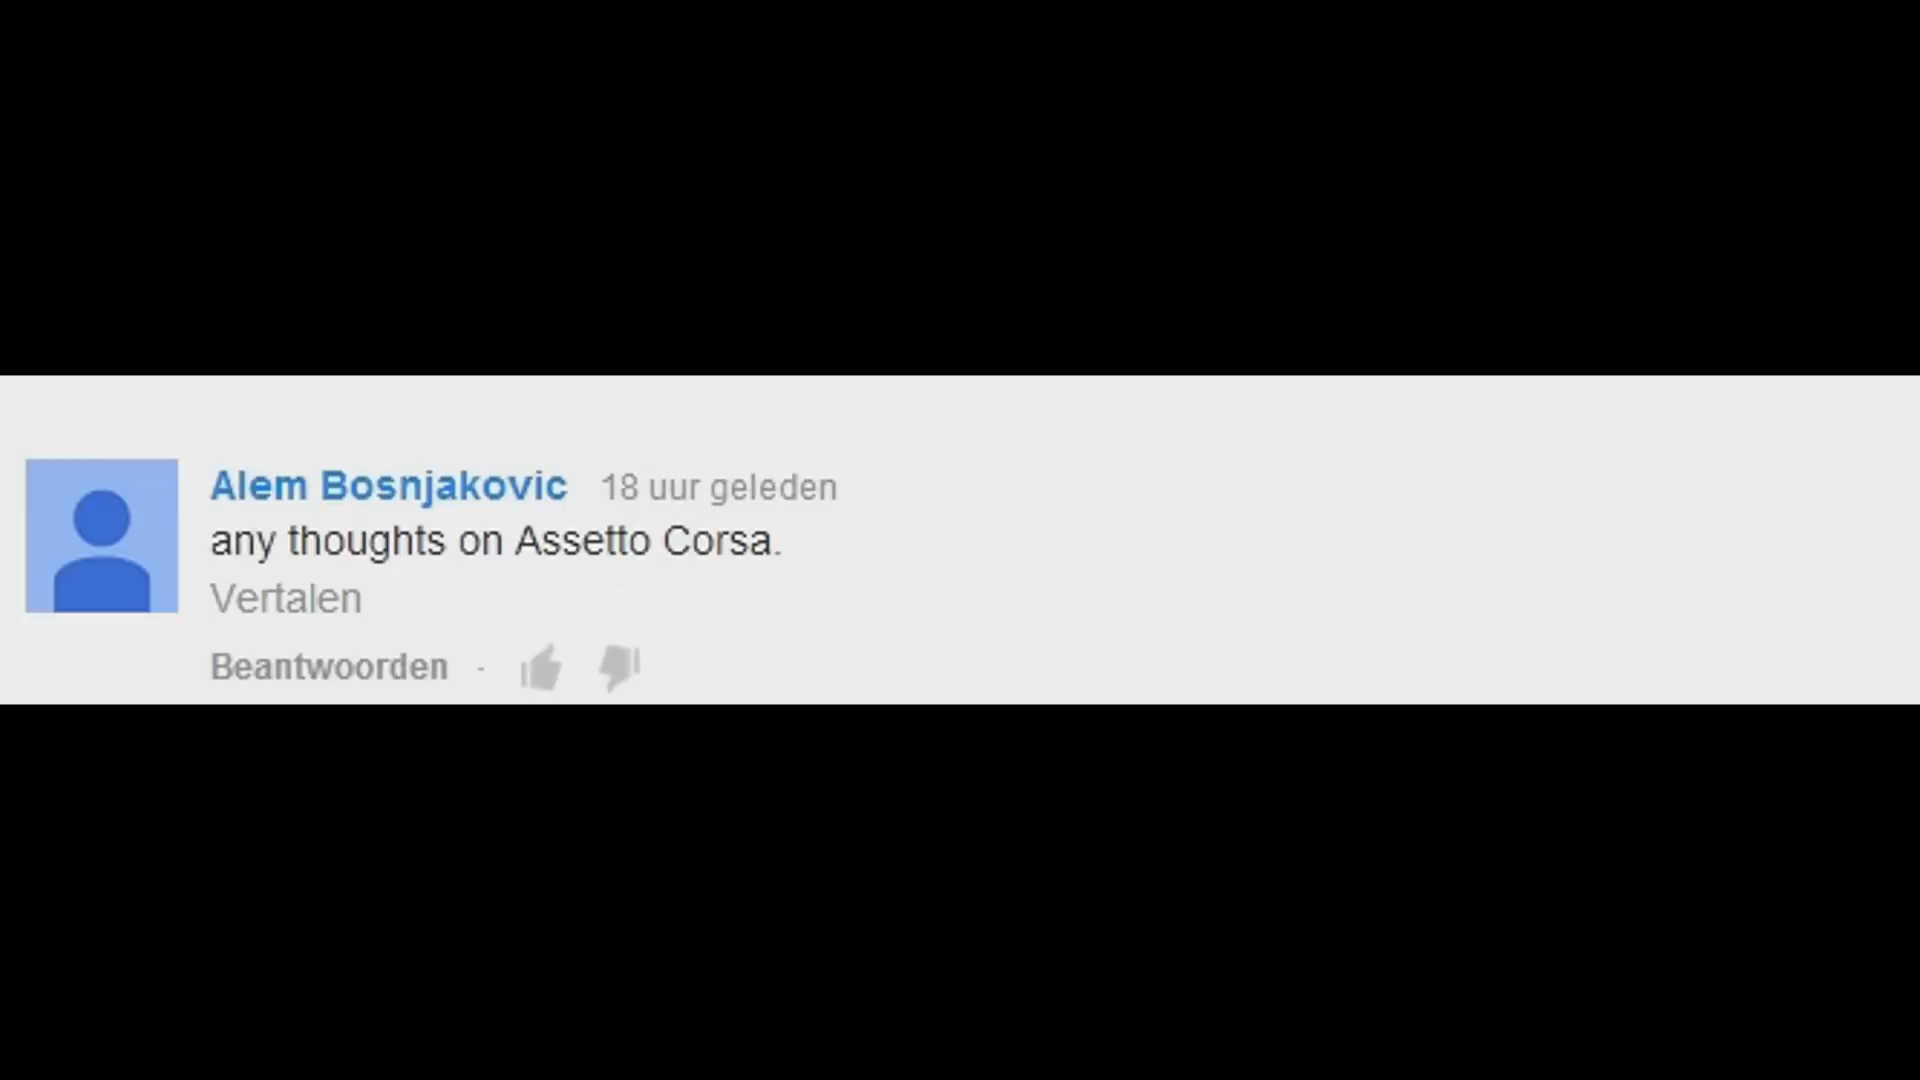 Alem Bosnjakovic 18 uur geleden
any thoughts on Assetto Corsa.
Vertalen
Beantwoorden ·